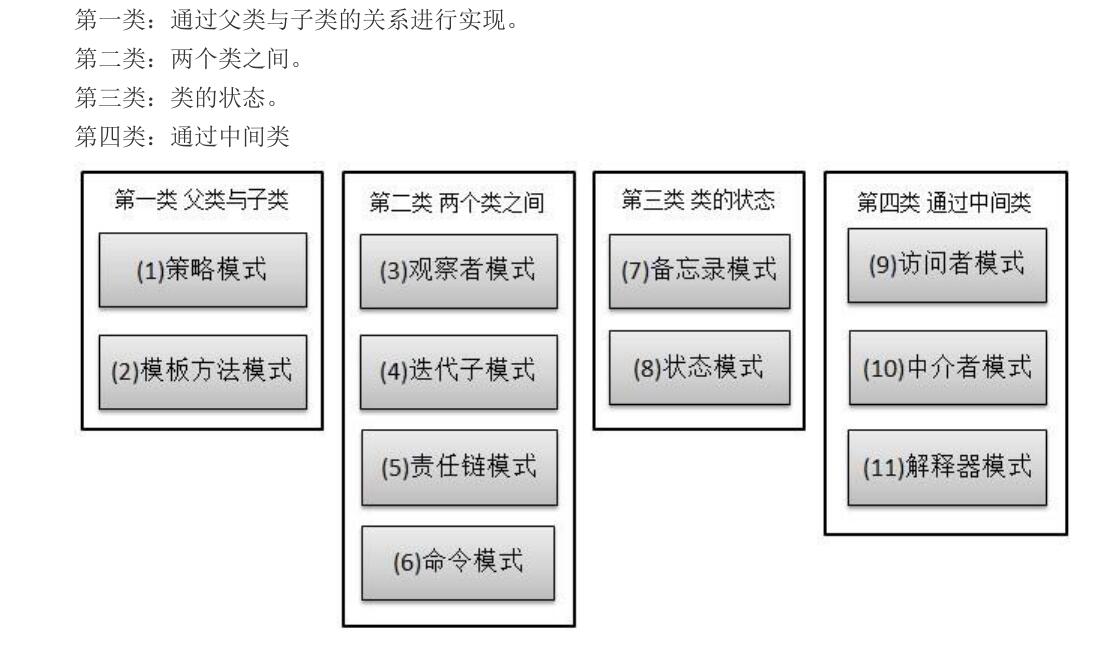 第一类：通过父类与子类的关系进行实现。
第二类：两个类之间。
第三类：类的状态。
第四类：通过中间类
第一类 父类与子类
(1)策略模式
(2)模板方法模式
第二类 两个类之间
(3)观察者模式
(4)迭代子模式
(5)责任链模式
(6)命令模式
第三类 类的状态
(7)备忘录模式
(8)状态模式
第四类 通过中间类
(9)访问者模式
(10)中介者模式
(11)解释器模式